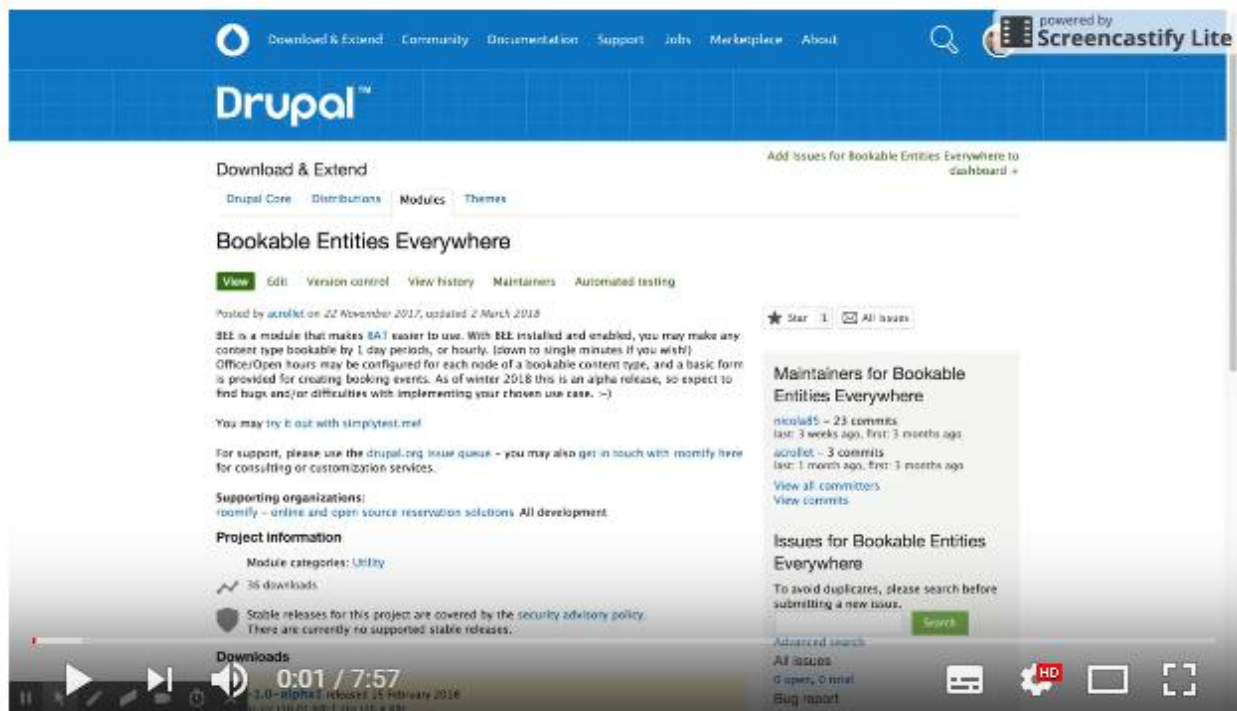 powered by
Screencastify Lite
Download & Extend Community Documentation Support Jobs Marketplace About
Drupal™
Add Issues for Bookable Entities Everywhere to
dashboard »
Download & Extend
Drupal Core Distributions Modules Themes
Bookable Entities Everywhere
View Edit Version control View history Maintainers Automated testing
Posted by acrollet on 22 November 2017, updated 2 March 2018
Star 1 All issues
BEE is a module that makes BAT easier to use. With BEE installed and enabled, you may make any
content type bookable by 1 day periods, or hourly. (down to single minutes if you wish!)
Office/Open hours may be configured for each node of a bookable content type, and a basic form
is provided for creating booking events. As of winter 2018 this is an alpha release, so expect to
find bugs and/or difficulties with implementing your chosen use case. :-)
You may try it out with simplytest.me!
For support, please use the drupal.org issue queue – you may also get in touch with roomify here
for consulting or customization services.
Supporting organizations:
roomify – online and open source reservation solutions All development
Project information
Module categories: Utility
36 downloads
Stable releases for this project are covered by the security advisory policy.
There are currently no supported stable releases.
Downloads
-1.0-alpha1 released 15 February 2018
Maintainers for Bookable
Entities Everywhere
nicola85 – 23 commits
last: 3 weeks ago, first: 3 months ago
acrollet – 3 commits
last: 1 month ago, first: 3 months ago
View all committers
View commits
Issues for Bookable Entities
Everywhere
To avoid duplicates, please search before
submitting a new issue.
Search
Advanced search
All issues
0 open, 0 total
Bug report
0:01 / 7:57
HD